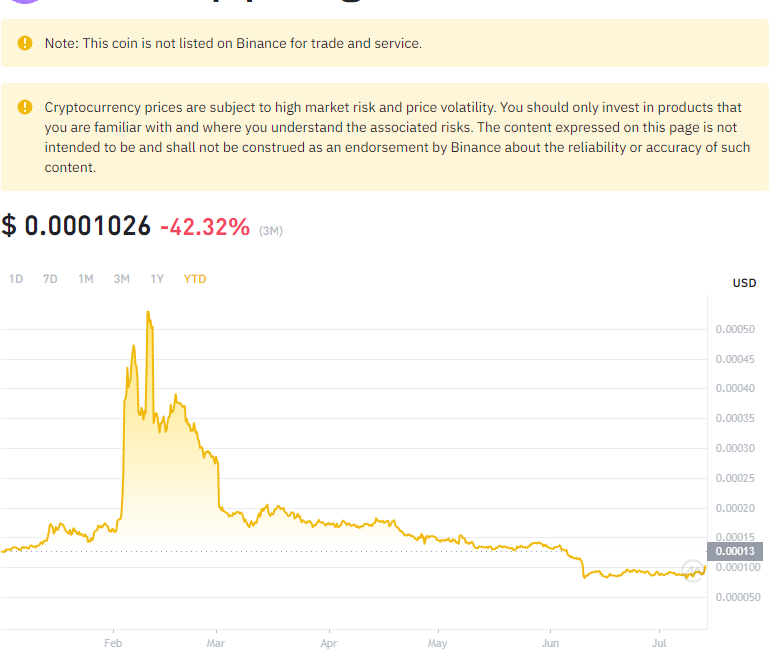 Note: This coin is not listed on Binance for trade and service.
Cryptocurrency prices are subject to high market risk and price volatility. You should only invest in products that
you are familiar with and where you understand the associated risks. The content expressed on this page is not
intended to be and shall not be construed as an endorsement by Binance about the reliability or accuracy of such
content.
$ 0.0001026 -42.32% (3M)
1D 7D 1M 3M 1Y YTD
USD
0.00050
0.00045
0.00040
0.00035
0.00030
0.00025
0.00020
0.00015
0.00013
0.000100
0.000050
Feb Mar Apr May Jun Jul